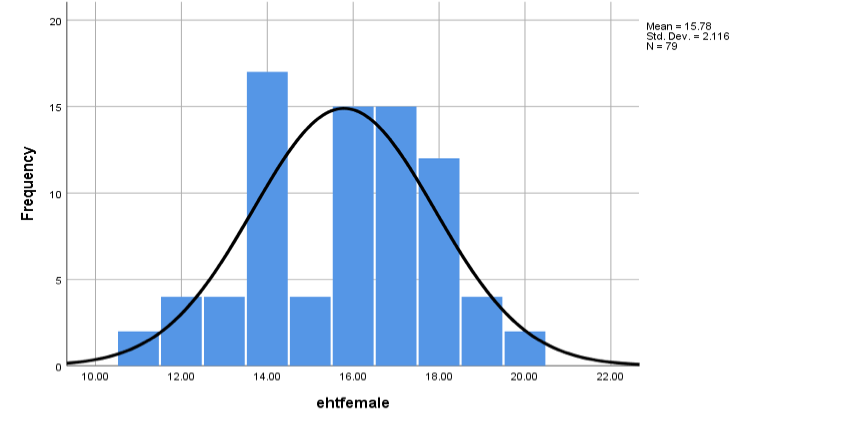 Mean = 15.78
Std. Dev. = 2.116
N = 79
20
15
10
5
0
Frequency
10.00 12.00 14.00 16.00 18.00 20.00 22.00
ehtfemale